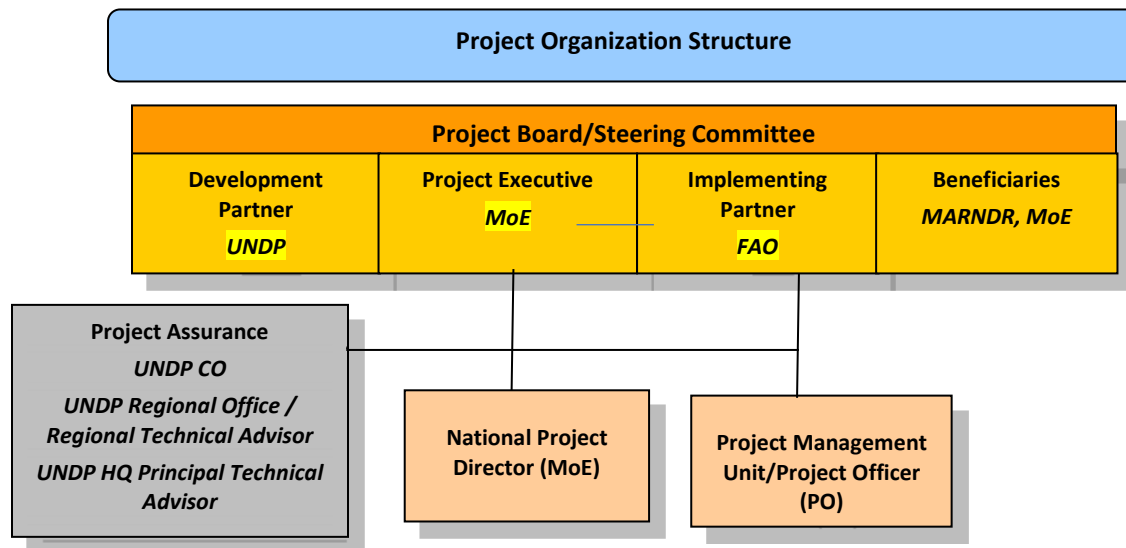 Project Organization Structure
Project Board/Steering Committee
Development
Partner
UNDP
Project Executive
MoE
Implementing
Partner
FAO
Beneficiaries
MARNDR, MoE
Project Assurance
UNDP CO
UNDP Regional Office /
Regional Technical Advisor
UNDP HQ Principal Technical
Advisor
National Project
Director (MoE)
Project Management
Unit/Project Officer
(PO)